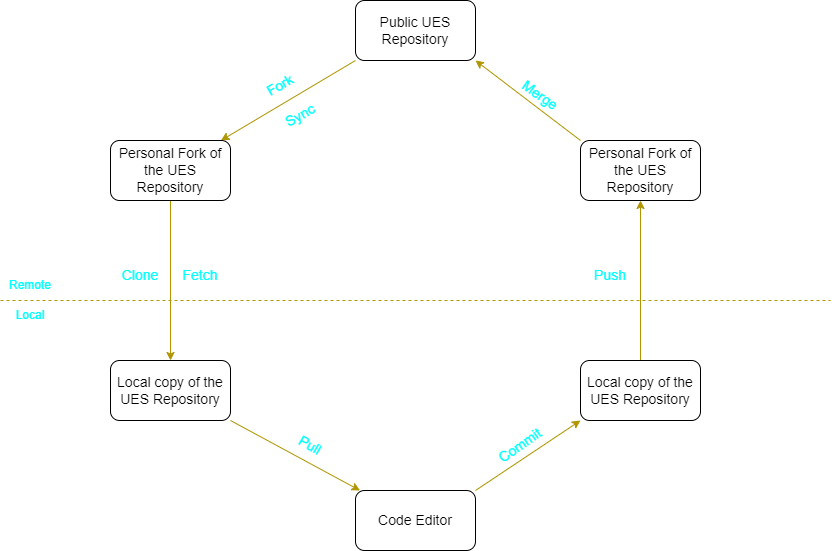 Public UES
Repository
Fork
Sync
Merge
Personal Fork of
the UES
Repository
Personal Fork of
the UES
Repository
Clone
Fetch
Push
Remote
Local
Local copy of the
UES Repository
Local copy of the
UES Repository
Pull
Commit
Code Editor